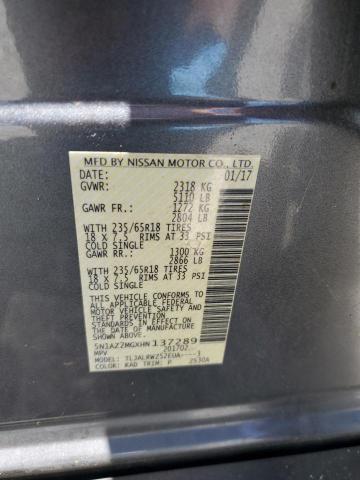 MFD BY NISSAN MOTOR CO., LTD.
DATE: 01/17
GVWR: 2318 KG
5110 LB
GAWR FR.: 1272 KG
2804 LB
WITH 235/65R18 TIRES
18 X 7.5 RIMS AT 33 PSI
COLD SINGLE
GAWR RR.: 1300 KG
2866 LB
WITH 235/65R18 TIRES
18 X 7.5 RIMS AT 33 PSI
COLD SINGLE
THIS VEHICLE CONFORMS TO
ALL APPLICABLE FEDERAL
MOTOR VEHICLE SAFETY AND
THEFT PREVENTION
STANDARDS IN EFFECT ON
THE DATE OF MANUFACTURE
SHOWN ABOVE.
5N1AZ2MGXHN137289
MPV 201702
TLJALRWZ52EUA----3
COLOR: KAD TRIM: P 2530A